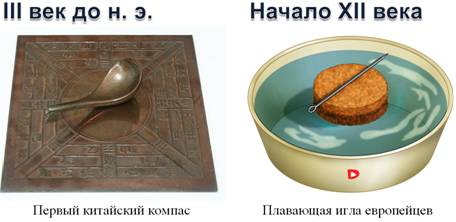 III век до н. э.
Начало XII века
D
Первый китайский компас
Плавающая игла европейцев